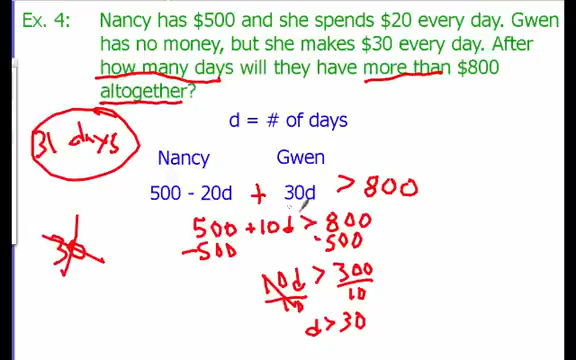 Ex. 4: Nancy has $500 and she spends $20 every day. Gwen
has no money, but she makes $30 every day. After
how many days will they have more than $800
altogether?
d = # of days
31 days
Nancy Gwen
500 - 20d + 30d > 800
500 + 10d > 800
-500 -500
30
10d > 300
10 10
d > 30